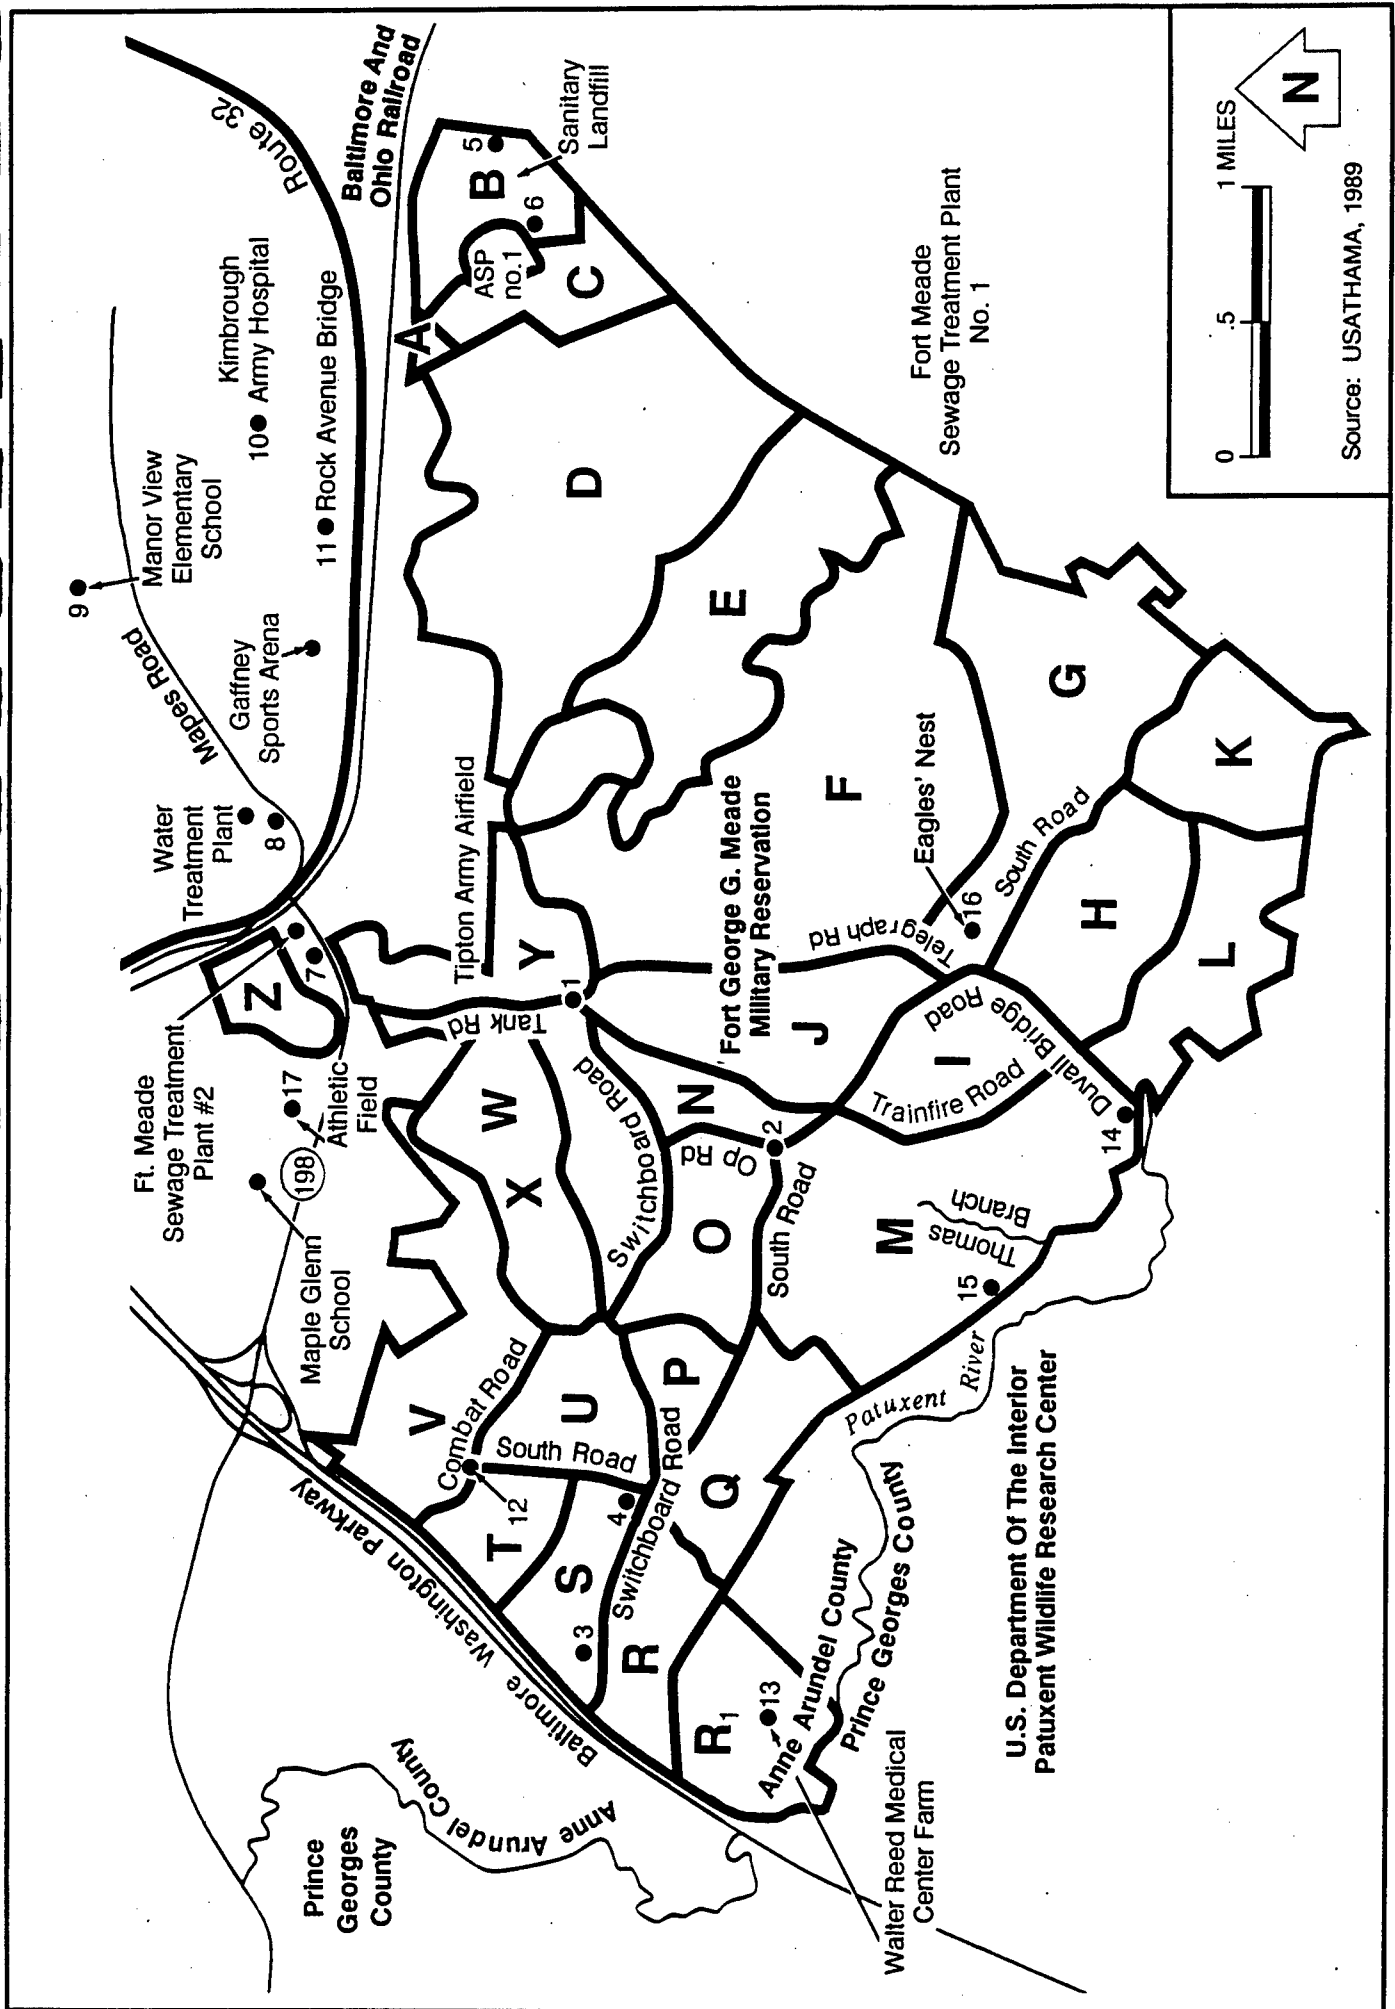 Route 32
Baltimore And
Ohio Railroad
5
B
Sanitary
Landfill
6
ASP
no.1
C
A
Kimbrough
10 Army Hospital
11 Rock Avenue Bridge
9
Manor View
Elementary
School
Mapes Road
Gaffney
Sports Arena
Water
Treatment
Plant
8
Ft. Meade
Sewage Treatment
Plant #2
7
Z
17
Athletic
Field
198
Maple Glenn
School
Tipton Army Airfield
D
E
Fort Meade
Sewage Treatment Plant
No. 1
F
G
Eagles' Nest
16
South Road
Telegraph Rd
H
K
L
Fort George G. Meade
Military Reservation
Y
1
Tank Rd
J
Duvall Bridge
Road
I
Trainfire Road
14
W
X
Switchboard Road
N
Op Rd
2
O
South Road
M
Thomas
Branch
15
Patuxent River
V
Combat Road
U
South Road
P
Switchboard Road
Q
12
T
4
S
3
Switchboard Road
R
R1
13
Baltimore Washington Parkway
Anne Arundel County
Prince Georges County
U.S. Department Of The Interior
Patuxent Wildlife Research Center
Walter Reed Medical
Center Farm
Anne Arundel County
Prince
Georges
County
0 .5 1 MILES
N
Source: USATHAMA, 1989